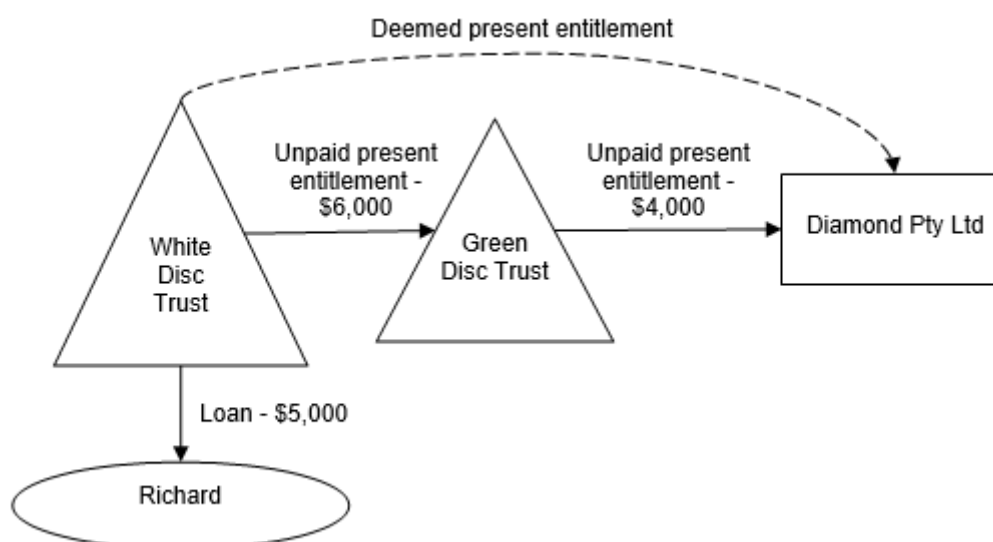 Deemed present entitlement
Unpaid present
entitlement -
$6,000
Unpaid present
entitlement -
$4,000
White
Disc
Trust
Green
Disc Trust
Diamond Pty Ltd
Loan - $5,000
Richard